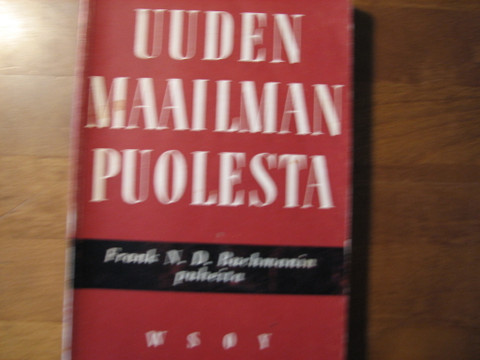 UUDEN
MAAILMAN
PUOLESTA
Frank N. D. Buchmanin
puheita
WSOY